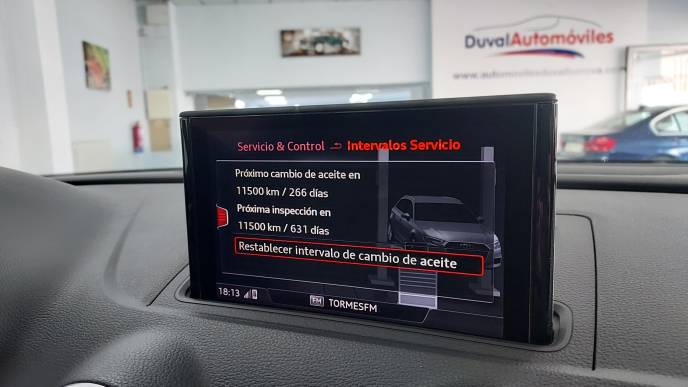 DuvalAutomóviles
Servicio & Control Intervalos Servicio
Próximo cambio de aceite en
11500 km / 266 días
Próxima inspección en
11500 km / 631 días
Restablecer intervalo de cambio de aceite
18:13 FM TORMESFM